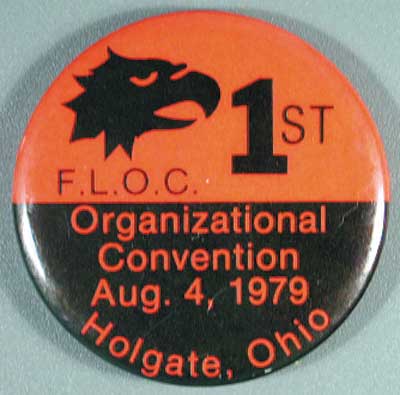 1ST
F.L.O.C.
Organizational
Convention
Aug. 4, 1979
Holgate, Ohio